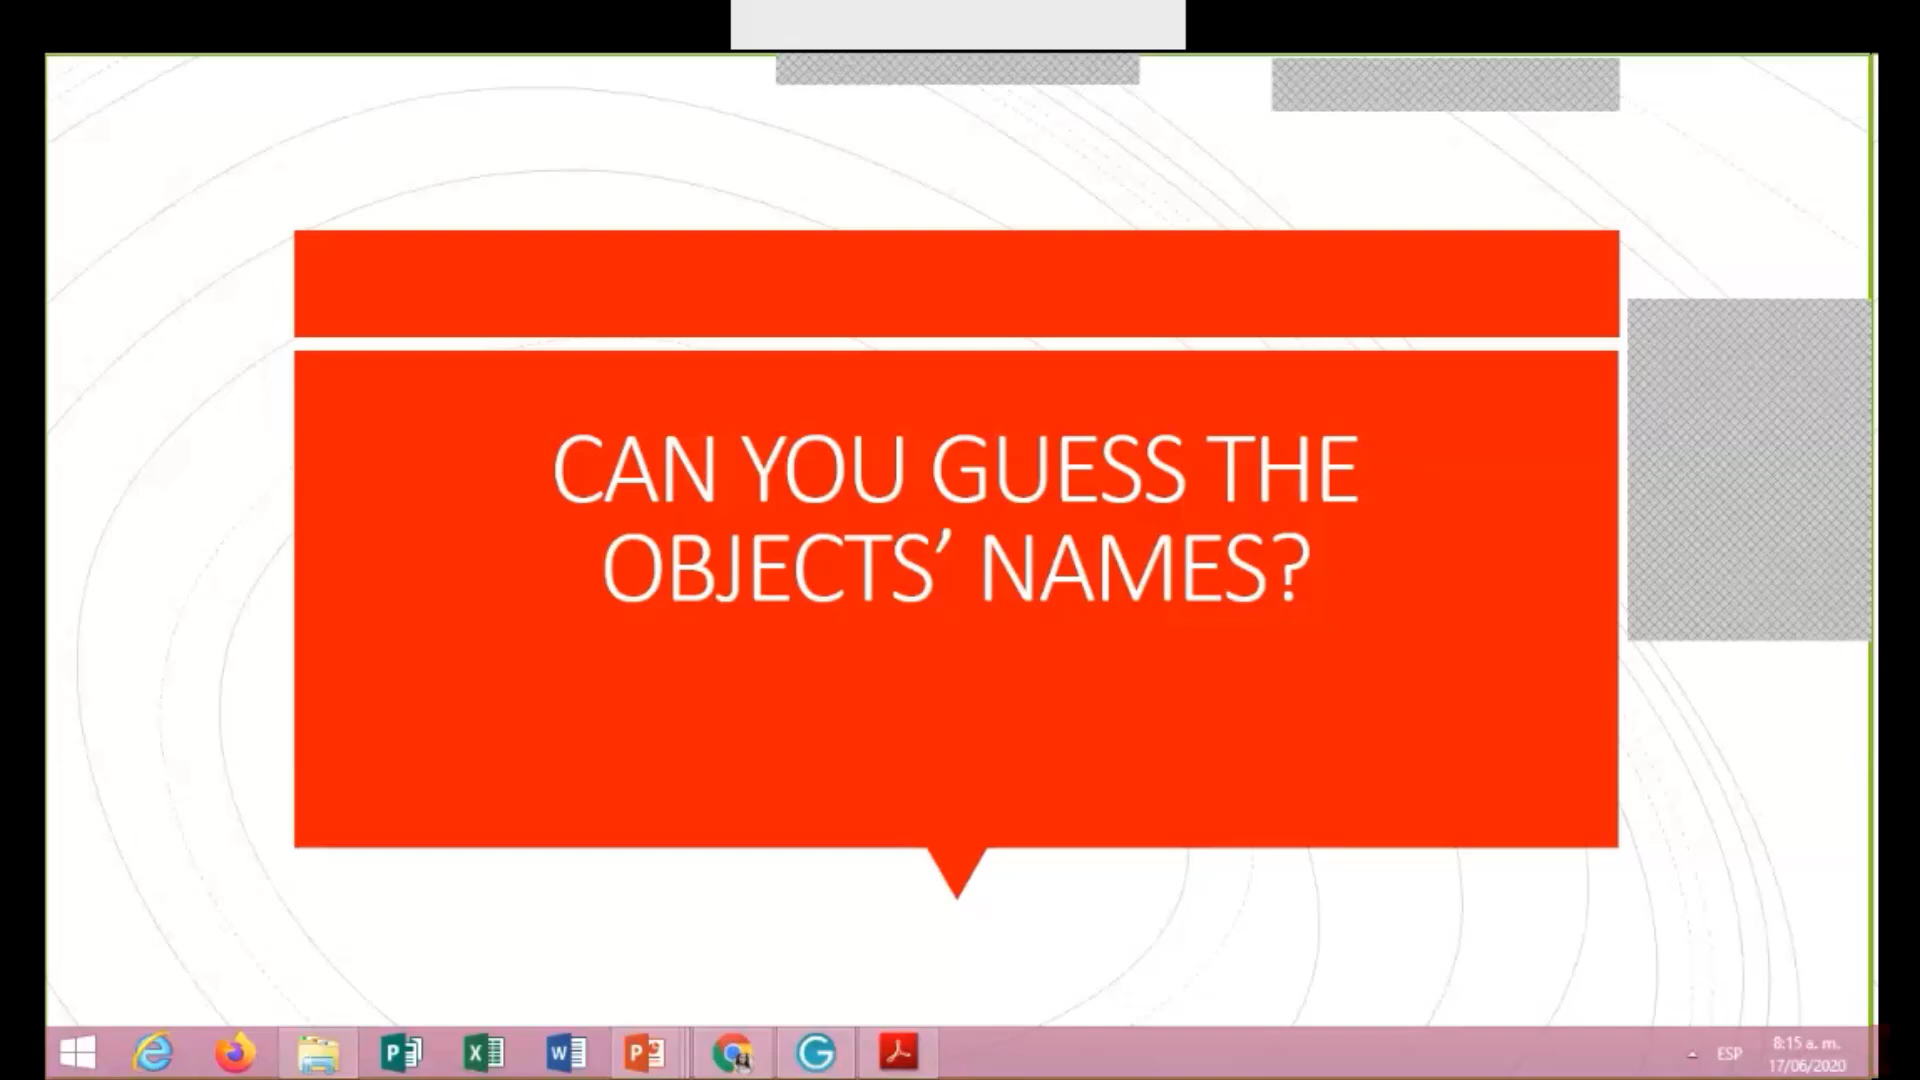 CAN YOU GUESS THE
OBJECTS’ NAMES?
ESP
8:15 a. m.
17/06/2020